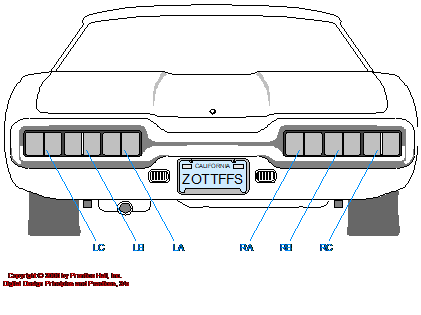 CALIFORNIA
ZOTTFFS
LC LB LA RA RB RC
Copyright © 2000 by Prentice Hall, Inc.
Digital Design Principles and Practices, 3/e